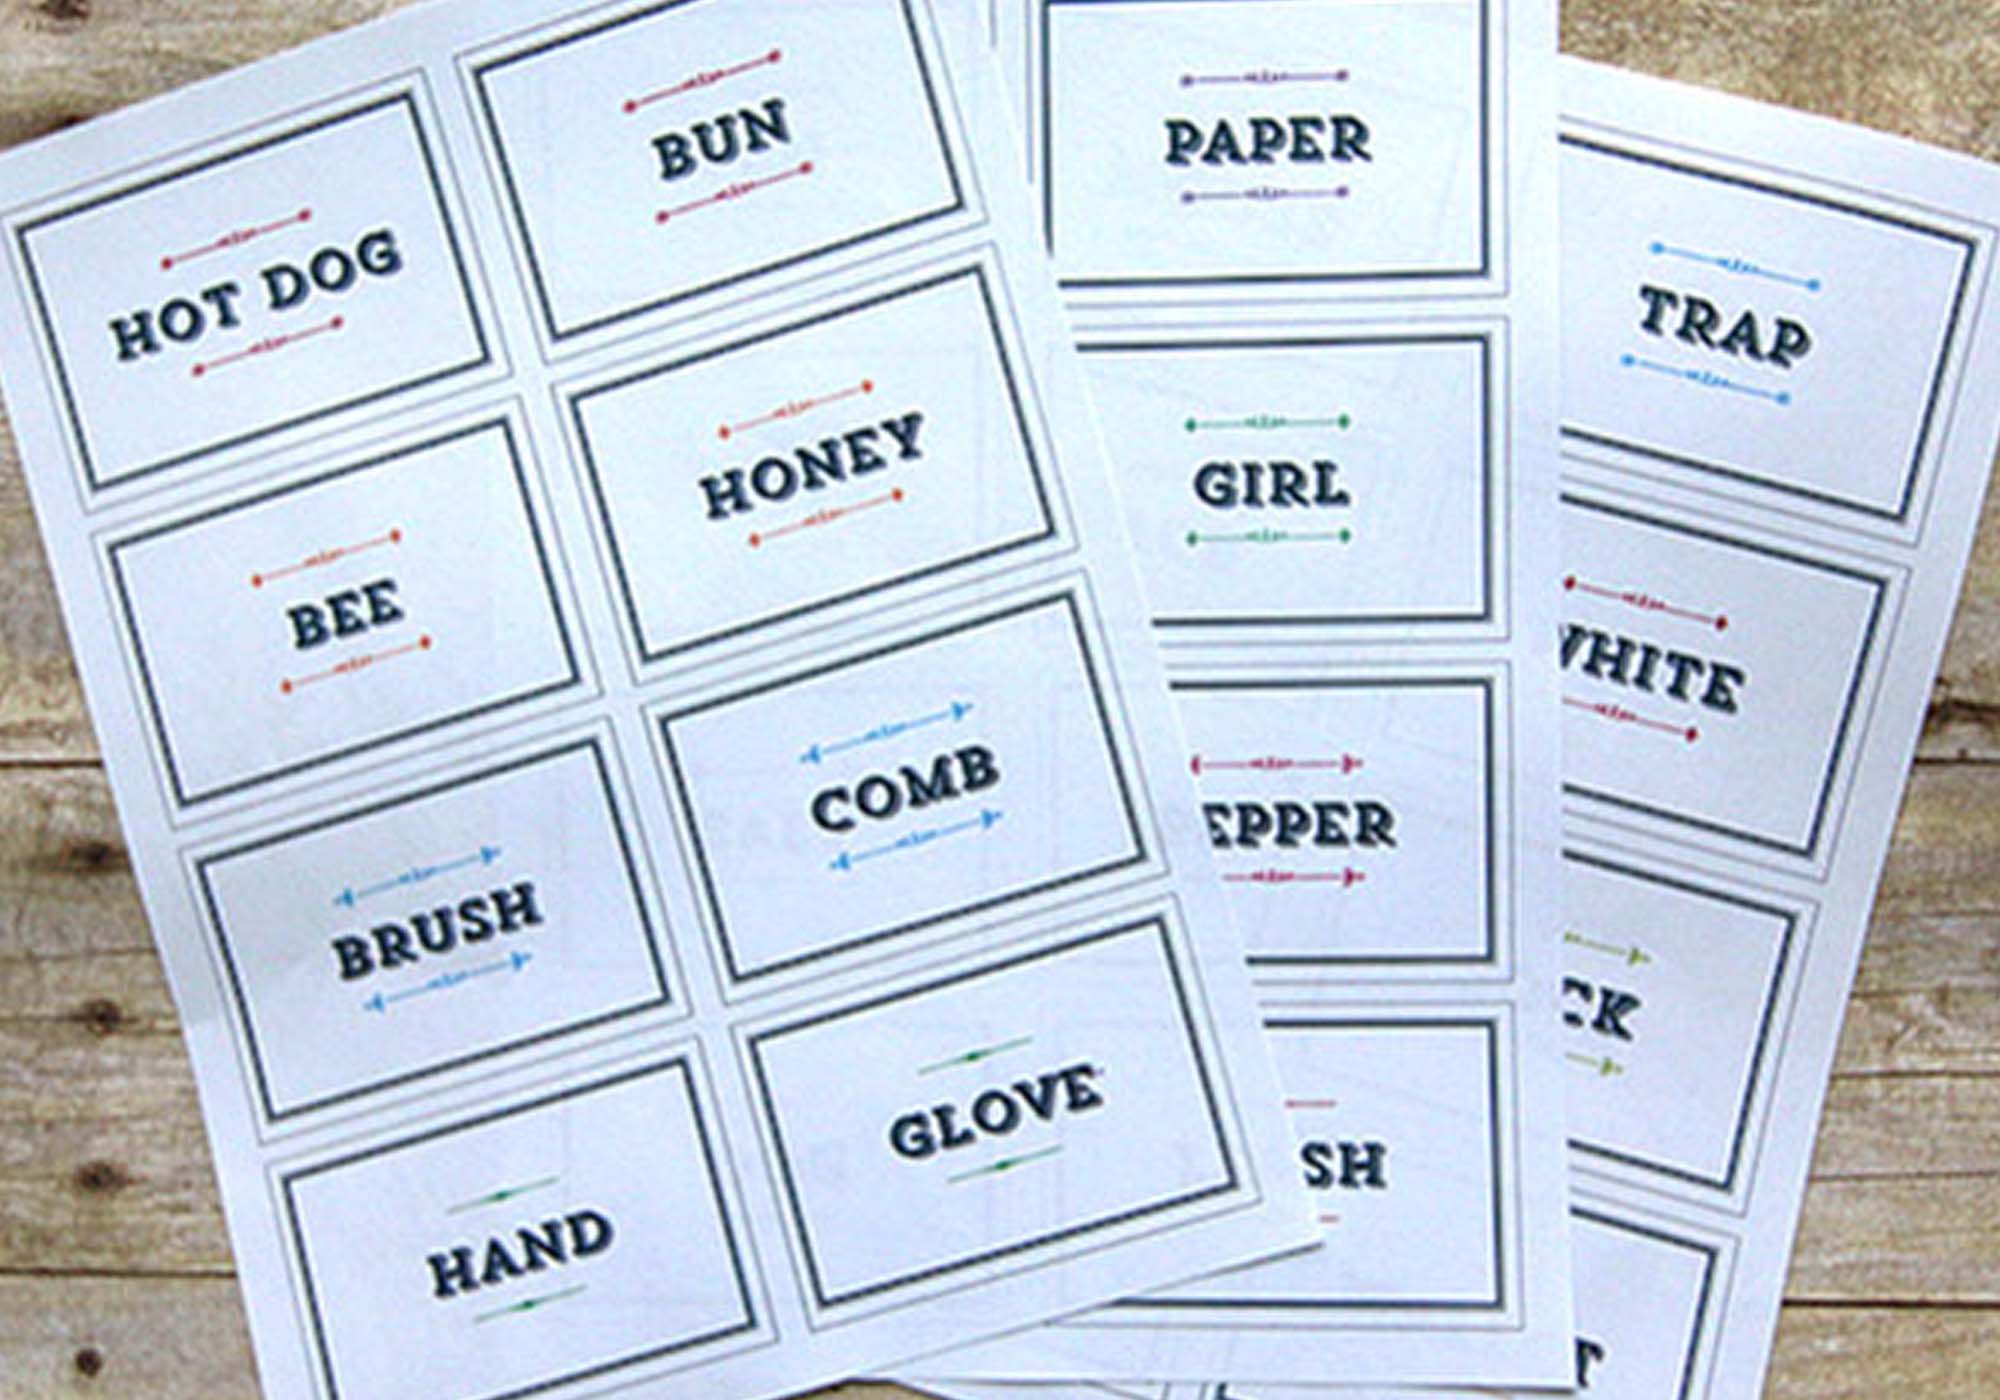 HOT DOG
BUN
BEE
HONEY
BRUSH
COMB
HAND
GLOVE
PAPER
GIRL
EPPER
SH
TRAP
WHITE
CK
T